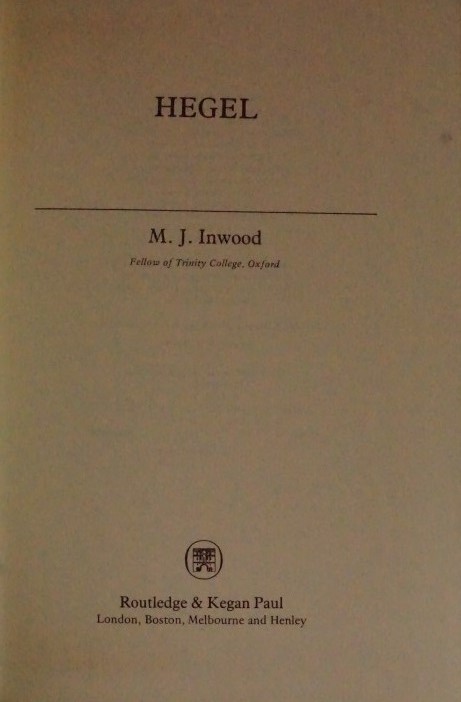 HEGEL
M. J. Inwood
Fellow of Trinity College, Oxford
Routledge & Kegan Paul
London, Boston, Melbourne and Henley